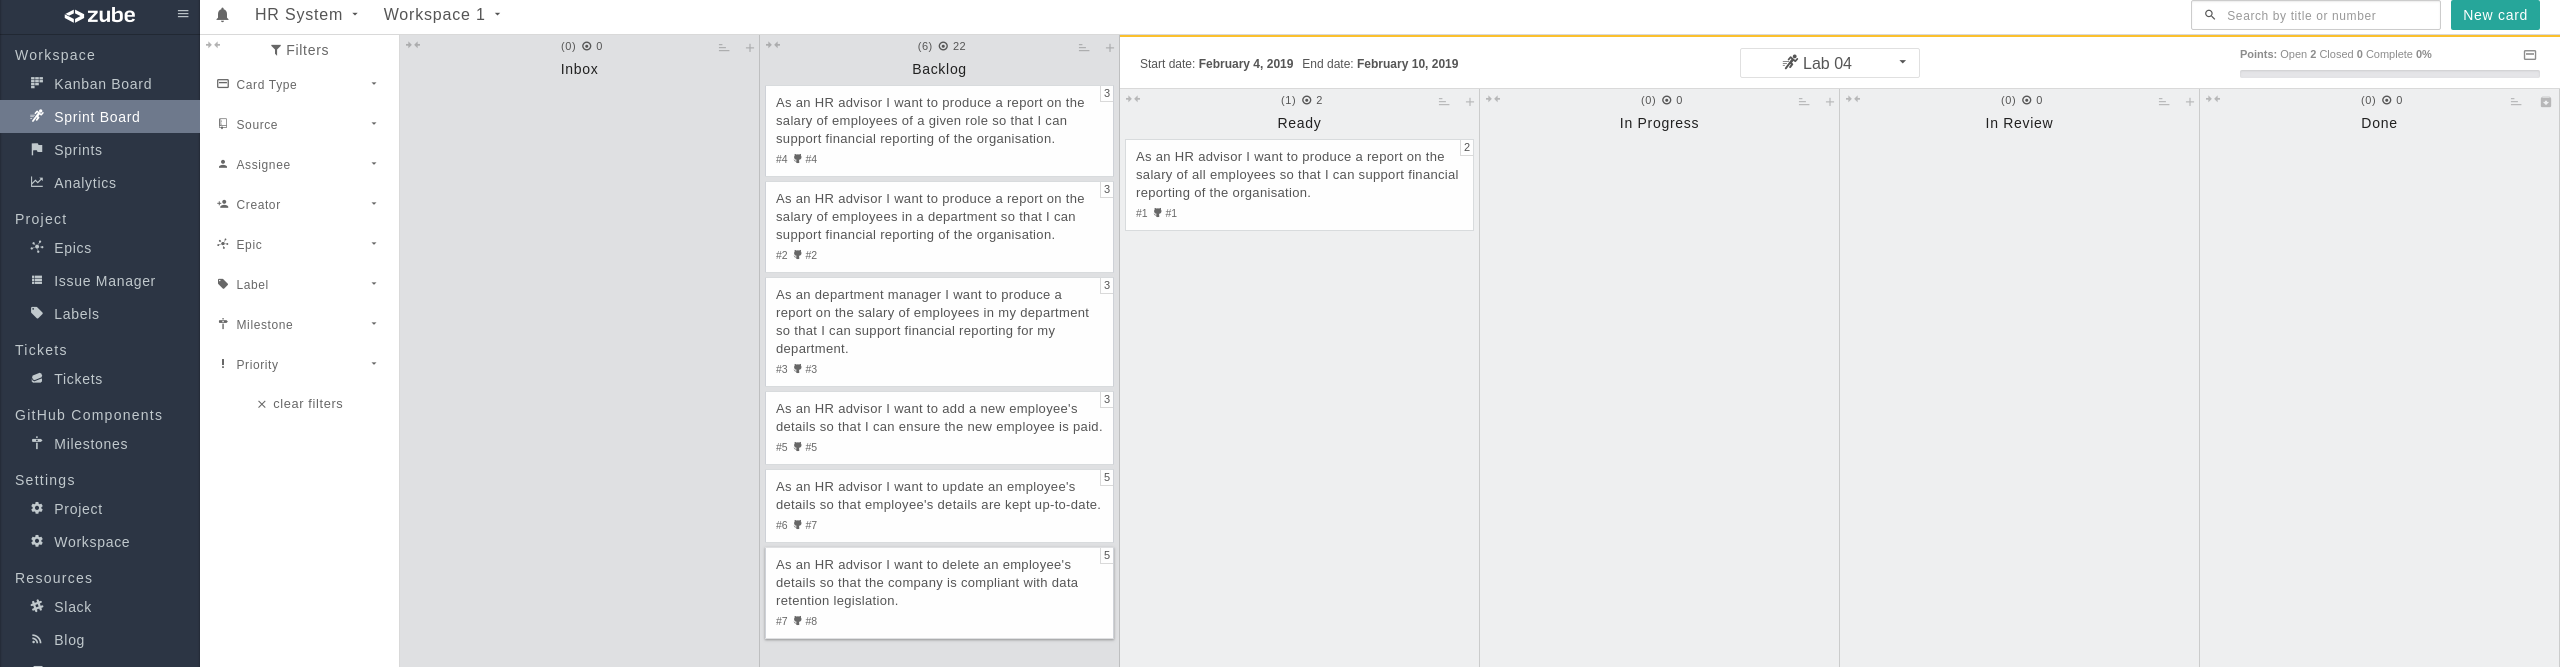 zube
HR System
Workspace 1
Search by title or number
New card
Workspace
Kanban Board
Sprint Board
Sprints
Analytics
Project
Epics
Issue Manager
Labels
Tickets
Tickets
GitHub Components
Milestones
Settings
Project
Workspace
Resources
Slack
Blog
Filters
Card Type
Source
Assignee
Creator
Epic
Label
Milestone
Priority
clear filters
(0) 0
Inbox
(6) 22
Backlog
3
As an HR advisor I want to produce a report on the
salary of employees of a given role so that I can
support financial reporting of the organisation.
#4 #4
3
As an HR advisor I want to produce a report on the
salary of employees in a department so that I can
support financial reporting of the organisation.
#2 #2
3
As an department manager I want to produce a
report on the salary of employees in my department
so that I can support financial reporting for my
department.
#3 #3
3
As an HR advisor I want to add a new employee's
details so that I can ensure the new employee is paid.
#5 #5
5
As an HR advisor I want to update an employee's
details so that employee's details are kept up-to-date.
#6 #7
5
As an HR advisor I want to delete an employee's
details so that the company is compliant with data
retention legislation.
#7 #8
Start date: February 4, 2019 End date: February 10, 2019
Lab 04
Points: Open 2 Closed 0 Complete 0%
(1) 2
Ready
2
As an HR advisor I want to produce a report on the
salary of all employees so that I can support financial
reporting of the organisation.
#1 #1
(0) 0
In Progress
(0) 0
In Review
(0) 0
Done